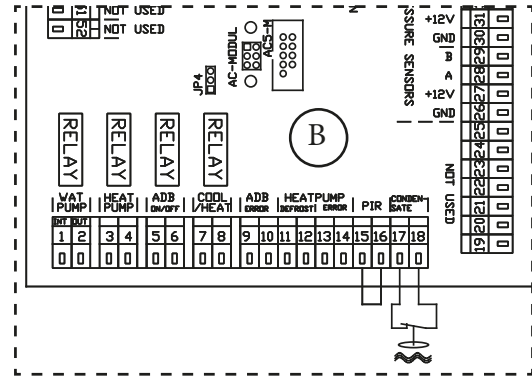 51 NOT USED
52 NOT USED
AC-MODUL
AC5-M
JP4
N
SSURE SENSORS
+12V 31
GND 30
B 29
A 28
+12V 27
GND 26
25
24
23
22
21
20
19
NOT USED
B
RELAY RELAY RELAY RELAY
WAT PUMP
HEAT PUMP
ADB ON/OFF
COOL /HEAT
ADB ERROR
HEATPUMP
DEFROST ERROR
PIR
CONDEN-SATE
INT OUT
1 2 3 4 5 6 7 8 9 10 11 12 13 14 15 16 17 18